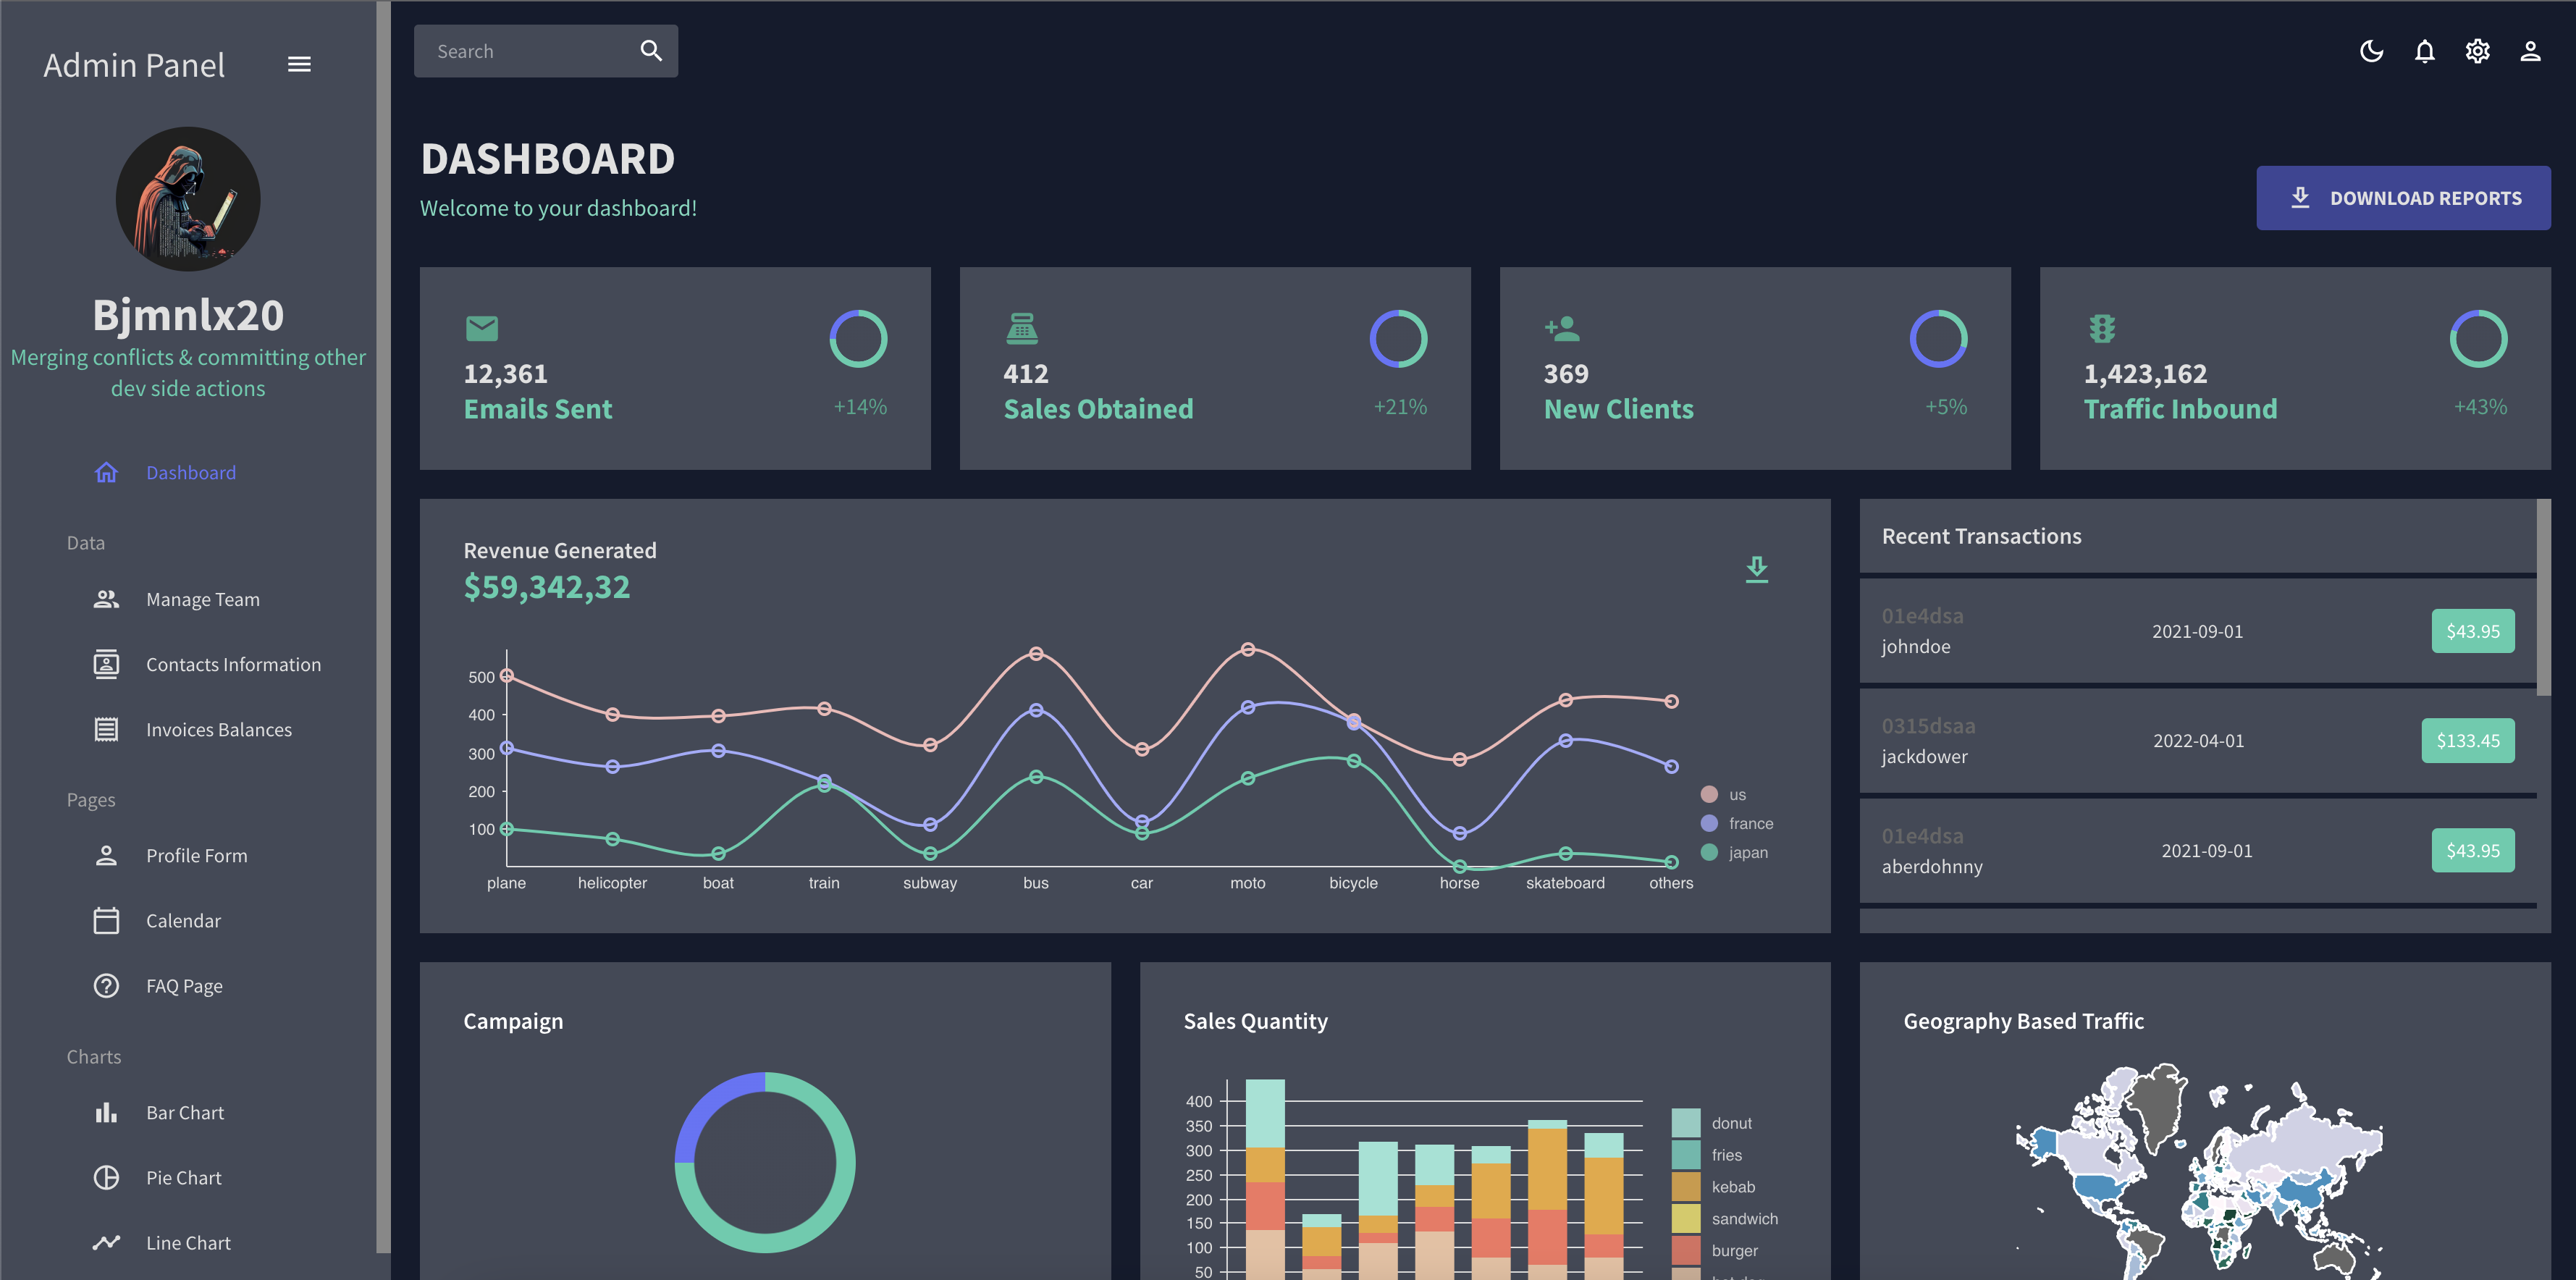 Admin Panel
Bjmnlx20
Merging conflicts & committing other
dev side actions
Dashboard
Data
Manage Team
Contacts Information
Invoices Balances
Pages
Profile Form
Calendar
FAQ Page
Charts
Bar Chart
Pie Chart
Line Chart
Search
DASHBOARD
Welcome to your dashboard!
DOWNLOAD REPORTS
12,361
Emails Sent
+14%
412
Sales Obtained
+21%
369
New Clients
+5%
1,423,162
Traffic Inbound
+43%
Revenue Generated
$59,342,32
500
400
300
200
100
plane helicopter boat train subway bus car moto bicycle horse skateboard others
us
france
japan
Recent Transactions
01e4dsa
johndoe
2021-09-01
$43.95
0315dsaa
jackdower
2022-04-01
$133.45
01e4dsa
aberdohnny
2021-09-01
$43.95
Campaign
Sales Quantity
400
350
300
250
200
150
100
50
donut
fries
kebab
sandwich
burger
Geography Based Traffic